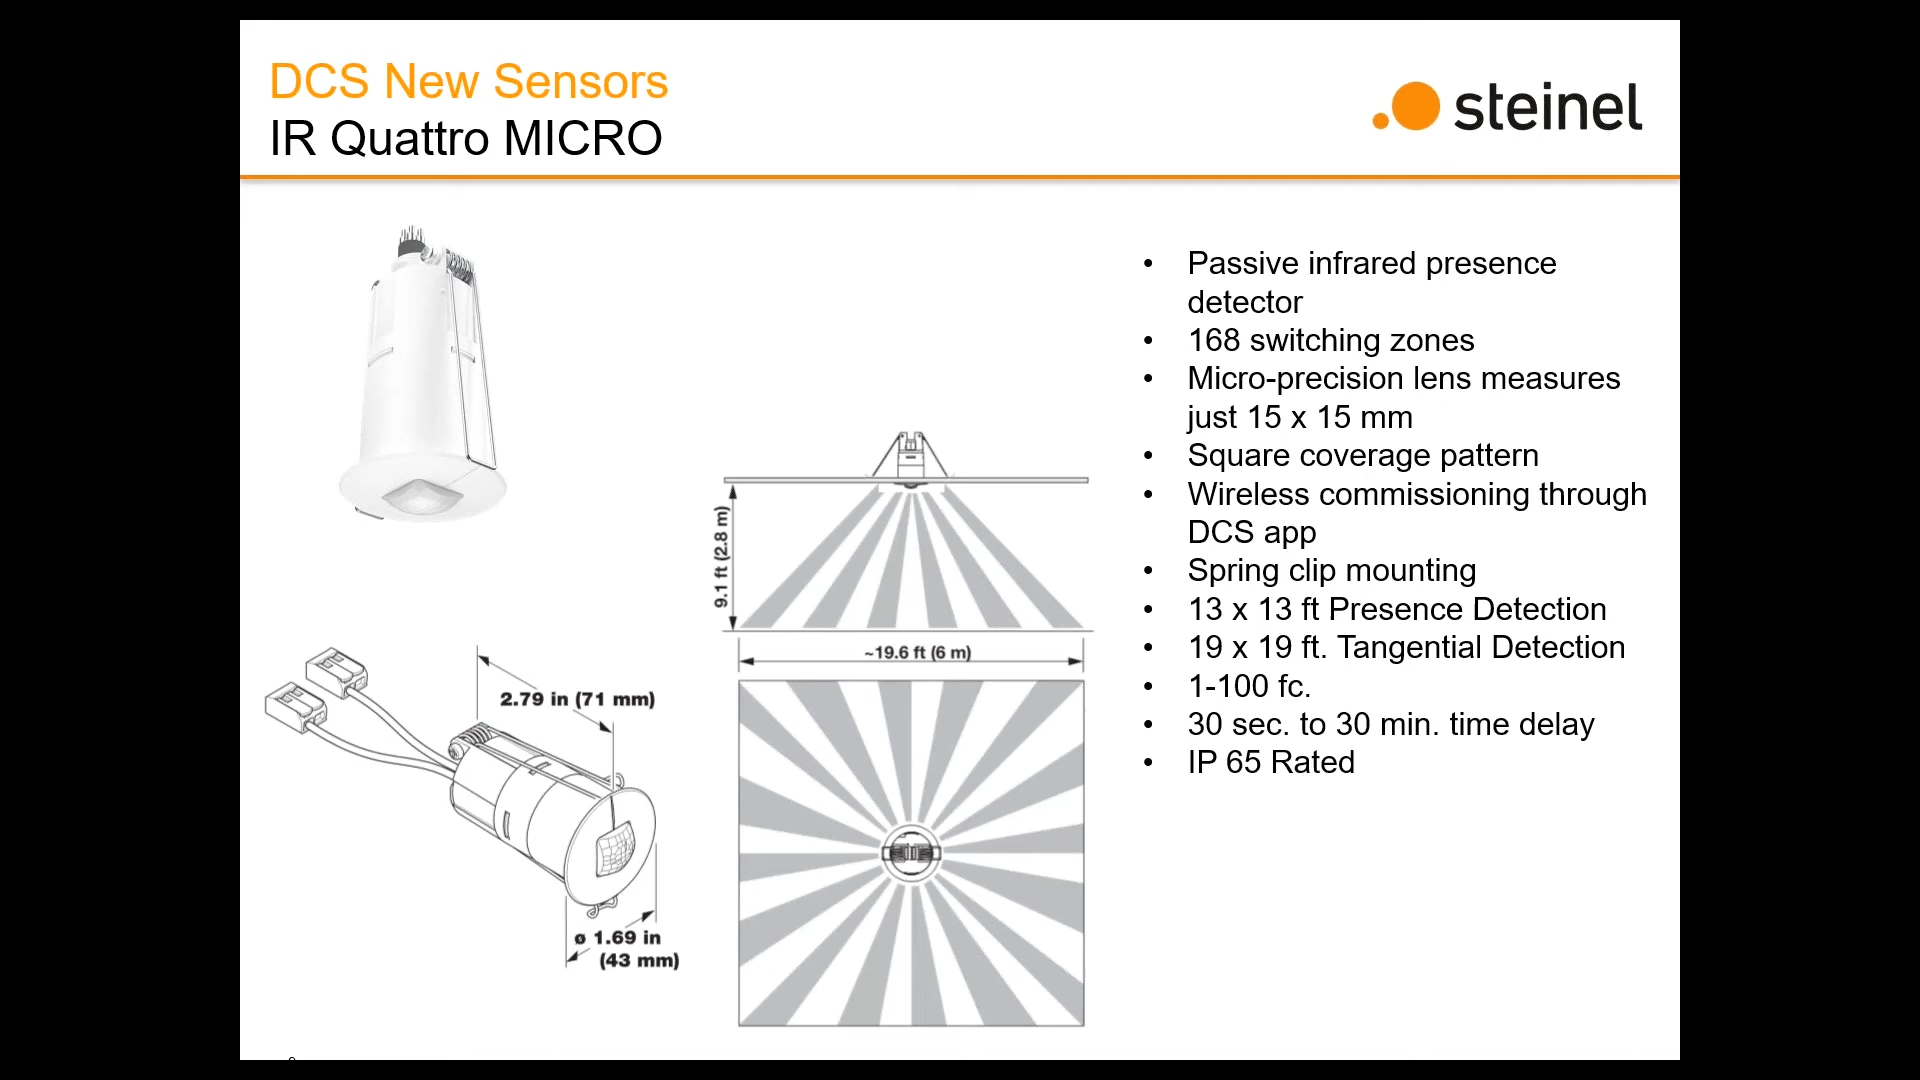 DCS New Sensors
IR Quattro MICRO
steinel
• Passive infrared presence
detector
• 168 switching zones
• Micro-precision lens measures
just 15 x 15 mm
• Square coverage pattern
• Wireless commissioning through
DCS app
• Spring clip mounting
• 13 x 13 ft Presence Detection
• 19 x 19 ft. Tangential Detection
• 1-100 fc.
• 30 sec. to 30 min. time delay
• IP 65 Rated
9.1 ft (2.8 m)
~19.6 ft (6 m)
2.79 in (71 mm)
ø 1.69 in
(43 mm)